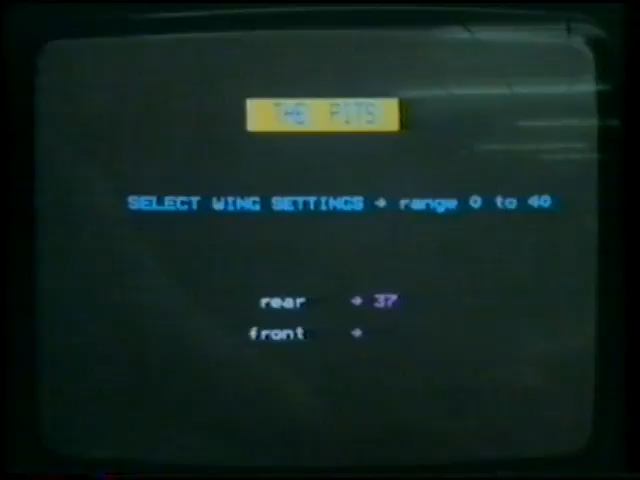 THE PITS
SELECT WING SETTINGS → range 0 to 40
rear → 37
front →